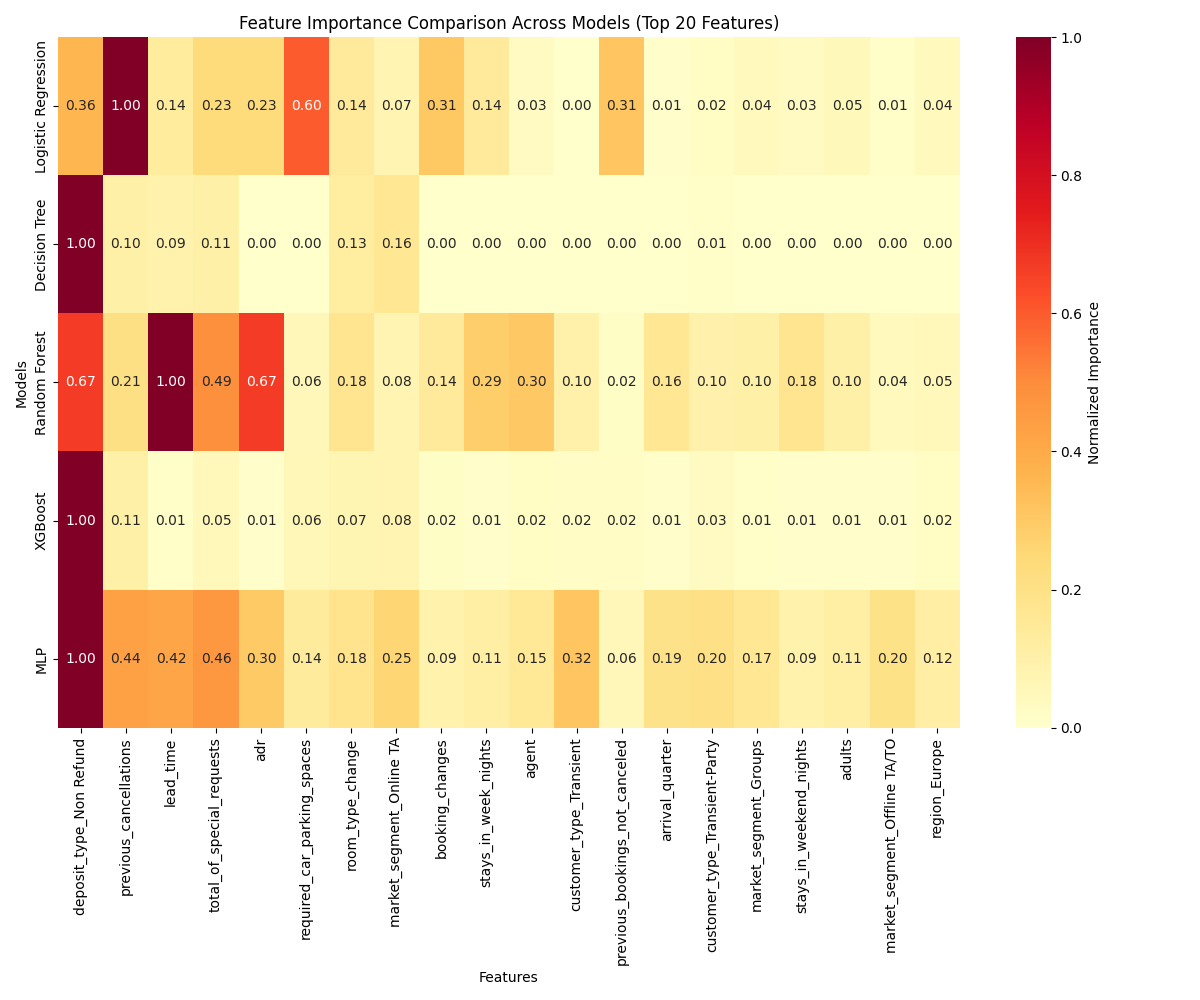 Feature Importance Comparison Across Models (Top 20 Features)
Models
Logistic Regression
0.36 1.00 0.14 0.23 0.23 0.60 0.14 0.07 0.31 0.14 0.03 0.00 0.31 0.01 0.02 0.04 0.03 0.05 0.01 0.04
Decision Tree
1.00 0.10 0.09 0.11 0.00 0.00 0.13 0.16 0.00 0.00 0.00 0.00 0.00 0.00 0.01 0.00 0.00 0.00 0.00 0.00
Random Forest
0.67 0.21 1.00 0.49 0.67 0.06 0.18 0.08 0.14 0.29 0.30 0.10 0.02 0.16 0.10 0.10 0.18 0.10 0.04 0.05
XGBoost
1.00 0.11 0.01 0.05 0.01 0.06 0.07 0.08 0.02 0.01 0.02 0.02 0.02 0.01 0.03 0.01 0.01 0.01 0.01 0.02
MLP
1.00 0.44 0.42 0.46 0.30 0.14 0.18 0.25 0.09 0.11 0.15 0.32 0.06 0.19 0.20 0.17 0.09 0.11 0.20 0.12
deposit_type_Non Refund
previous_cancellations
lead_time
total_of_special_requests
adr
required_car_parking_spaces
room_type_change
market_segment_Online TA
booking_changes
stays_in_week_nights
agent
customer_type_Transient
previous_bookings_not_canceled
arrival_quarter
customer_type_Transient-Party
market_segment_Groups
stays_in_weekend_nights
adults
market_segment_Offline TA/TO
region_Europe
Features
1.0
0.8
0.6
0.4
0.2
0.0
Normalized Importance